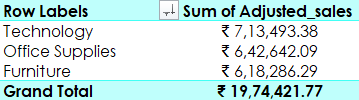 Row Labels Sum of Adjusted_sales
Technology ₹ 7,13,493.38
Office Supplies ₹ 6,42,642.09
Furniture ₹ 6,18,286.29
Grand Total ₹ 19,74,421.77